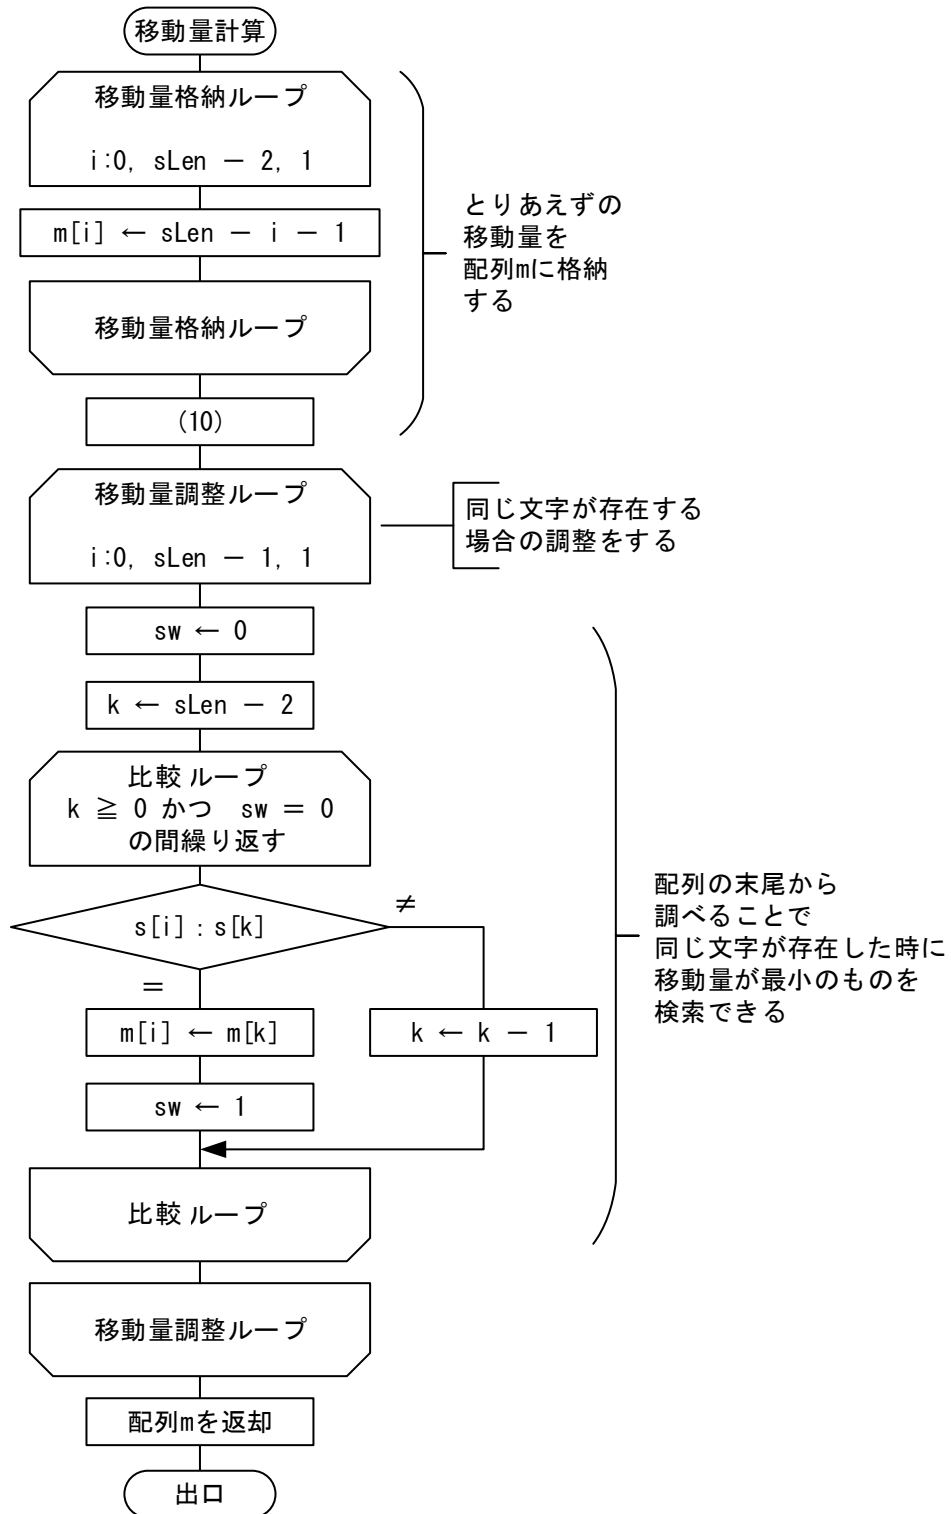 移動量計算
移動量格納ループ
i:0, sLen － 2, 1
m[i] ← sLen － i － 1
移動量格納ループ
(10)
とりあえずの
移動量を
配列mに格納
する
移動量調整ループ
i:0, sLen － 1, 1
同じ文字が存在する
場合の調整をする
sw ← 0
k ← sLen － 2
比較ループ
k ≧ 0 かつ　sw ＝ 0
の間繰り返す
s[i] : s[k]
≠
＝
m[i] ← m[k]
k ← k － 1
sw ← 1
比較ループ
配列の末尾から
調べることで
同じ文字が存在した時に
移動量が最小のものを
検索できる
移動量調整ループ
配列mを返却
出口